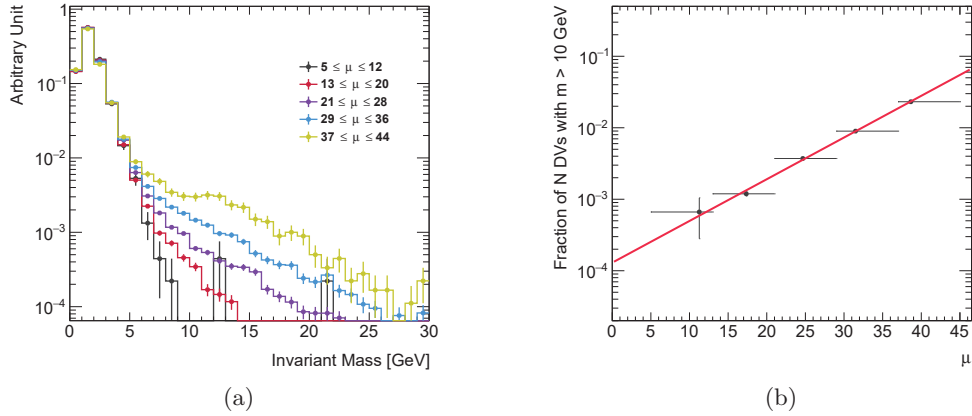 Arbitrary Unit
1
10⁻¹
10⁻²
10⁻³
10⁻⁴
5 ≤ μ ≤ 12
13 ≤ μ ≤ 20
21 ≤ μ ≤ 28
29 ≤ μ ≤ 36
37 ≤ μ ≤ 44
0 5 10 15 20 25 30
Invariant Mass [GeV]
(a)
Fraction of N DVs with m > 10 GeV
1
10⁻¹
10⁻²
10⁻³
10⁻⁴
0 5 10 15 20 25 30 35 40 45
μ
(b)